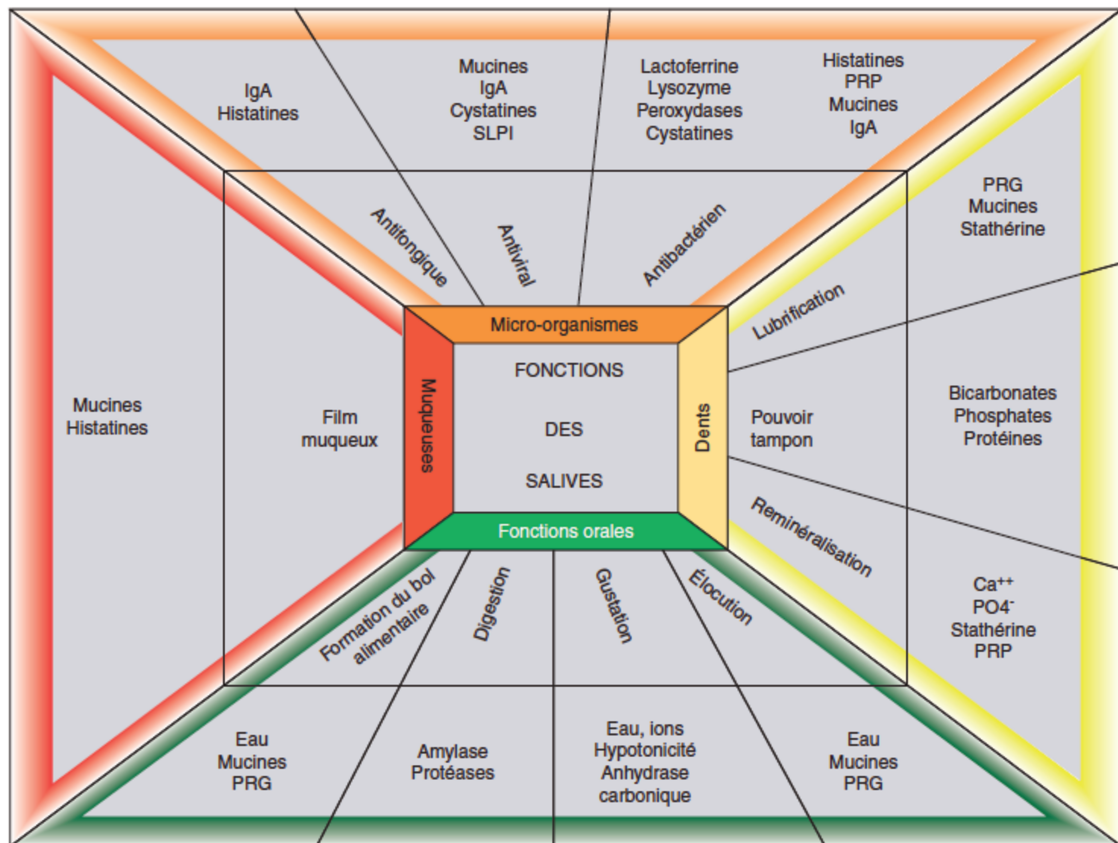 IgA
Histatines
Mucines
IgA
Cystatines
SLPI
Lactoferrine
Lysozyme
Peroxydases
Cystatines
Histatines
PRP
Mucines
IgA
Antifongique
Antiviral
Antibactérien
PRG
Mucines
Stathérine
Lubrification
Micro-organismes
Mucines
Histatines
Film
muqueux
Muqueuses
FONCTIONS
DES
SALIVES
Dents
Pouvoir
tampon
Bicarbonates
Phosphates
Protéines
Fonctions orales
Reminéralisation
Ca++
PO4-
Stathérine
PRP
Formation du bol
alimentaire
Digestion
Gustation
Élocution
Eau
Mucines
PRG
Amylase
Protéases
Eau, ions
Hypotonicité
Anhydrase
carbonique
Eau
Mucines
PRG